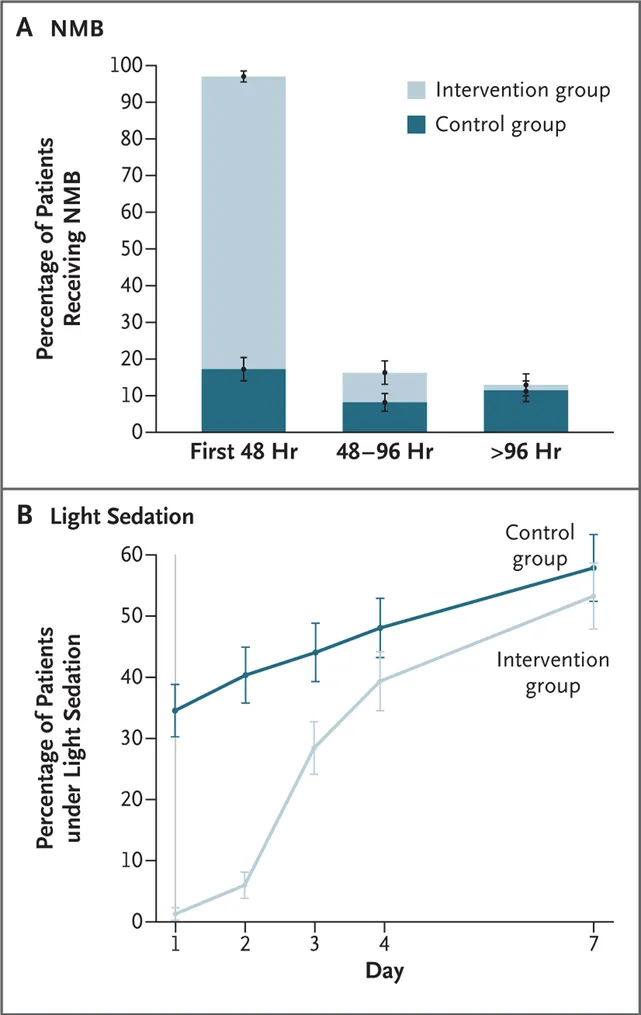 A NMB
Percentage of Patients
Receiving NMB
100
90
80
70
60
50
40
30
20
10
0
Intervention group
Control group
First 48 Hr
48–96 Hr
>96 Hr
B Light Sedation
Percentage of Patients
under Light Sedation
60
50
40
30
20
10
0
Control
group
Intervention
group
1
2
3
4
7
Day